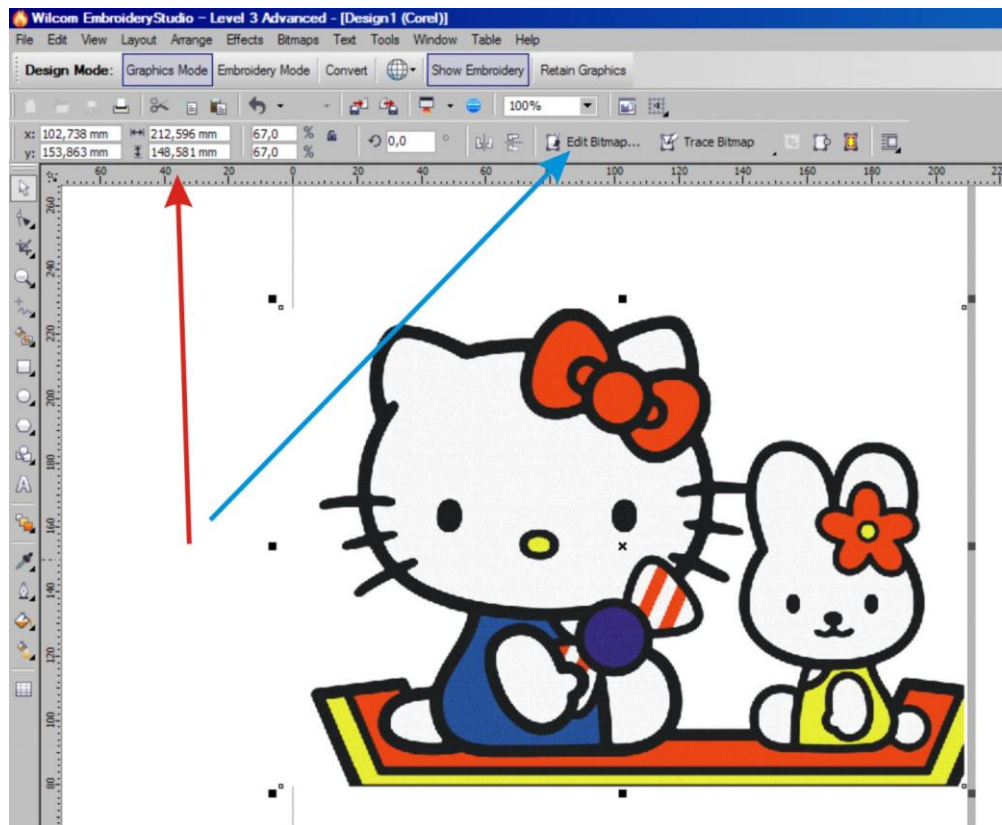 Wilcom EmbroideryStudio – Level 3 Advanced - [Design1 (Corel)]
File Edit View Layout Arrange Effects Bitmaps Text Tools Window Table Help
Design Mode: Graphics Mode Embroidery Mode Convert Show Embroidery Retain Graphics
100%
x: 102,738 mm 212,596 mm 67,0 % 0,0 ° Edit Bitmap... Trace Bitmap
y: 153,863 mm 148,581 mm 67,0 %
60 40 20 0 20 40 60 80 100 120 140 160 180 200 22
260
240
220
200
180
160
140
120
100
80